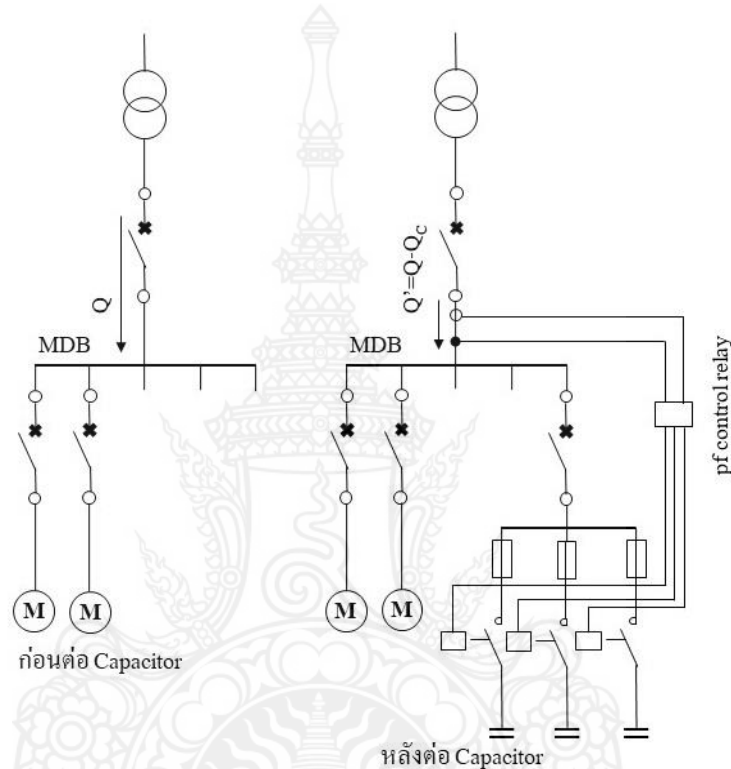 Q
MDB
M M
ก่อนต่อ Capacitor
Q'=Q-Qc
MDB
pf control relay
M M
หลังต่อ Capacitor